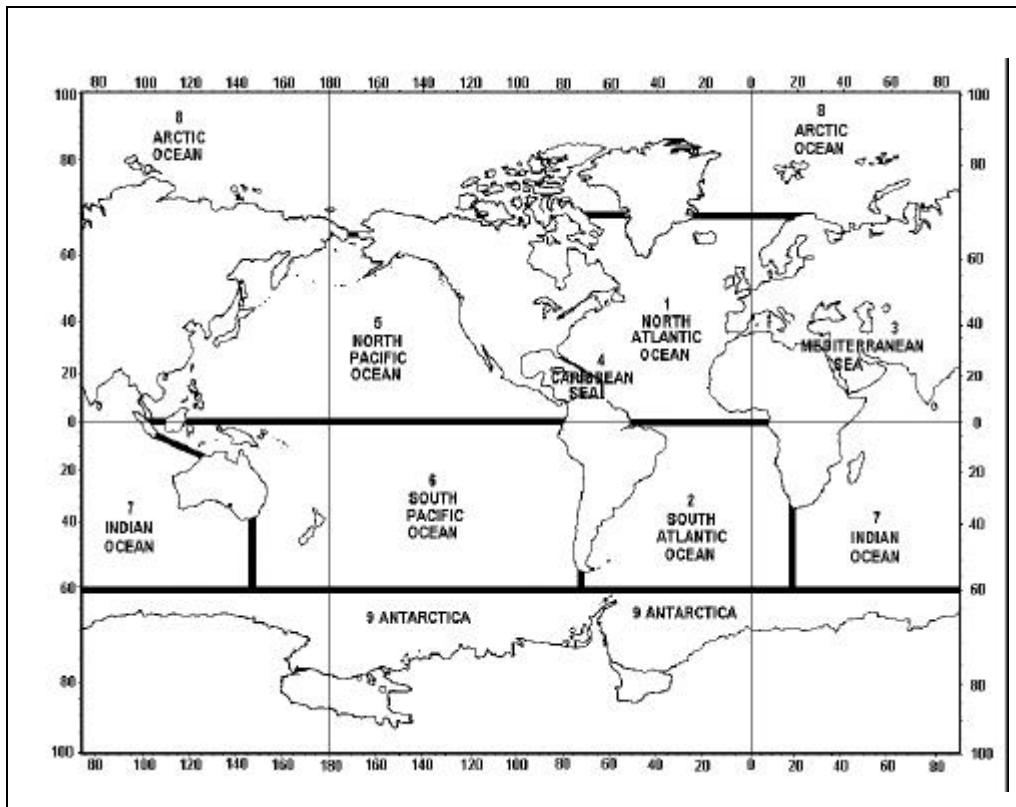 80 100 120 140 160 180 160 140 120 100 80 60 40 20 0 20 40 60 80
100 100
8
ARCTIC
OCEAN
8
ARCTIC
OCEAN
80 80
60 60
1
NORTH
ATLANTIC
OCEAN
5
NORTH
PACIFIC
OCEAN
3
MEDITERRANEAN
SEA
4
CARIBBEAN
SEA
40 40
20 20
0 0
20 20
6
SOUTH
PACIFIC
OCEAN
2
SOUTH
ATLANTIC
OCEAN
7
INDIAN
OCEAN
7
INDIAN
OCEAN
40 40
60 60
9 ANTARCTICA
9 ANTARCTICA
80 80
100 100
80 100 120 140 160 180 160 140 120 100 80 60 40 20 0 20 40 60 80